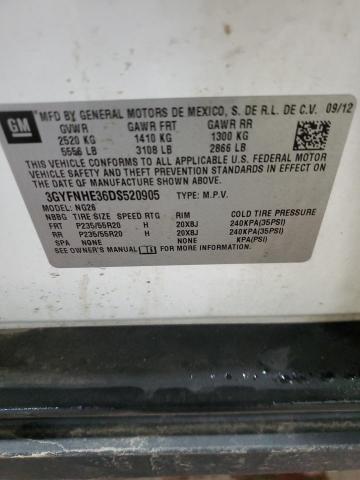 GM
MFD BY GENERAL MOTORS DE MEXICO, S. DE R.L. DE C.V. 09/12
GVWR GAWR FRT GAWR RR
2520 KG 1410 KG 1300 KG
5556 LB 3108 LB 2866 LB
THIS VEHICLE CONFORMS TO ALL APPLICABLE U.S. FEDERAL MOTOR
VEHICLE SAFETY, BUMPER, AND THEFT PREVENTION STANDARDS IN EFFECT ON
THE DATE OF MANUFACTURE SHOWN ABOVE.
3GYFNHE36DS520905 TYPE: M.P.V.
MODEL: NG26
NBBG TIRE SIZE SPEED RTG RIM COLD TIRE PRESSURE
FRT P235/55R20 H 20X8J 240KPA(35PSI)
RR P235/55R20 H 20X8J 240KPA(35PSI)
SPA NONE NONE KPA(PSI)
SEE OWNER'S MANUAL FOR MORE INFORMATION.